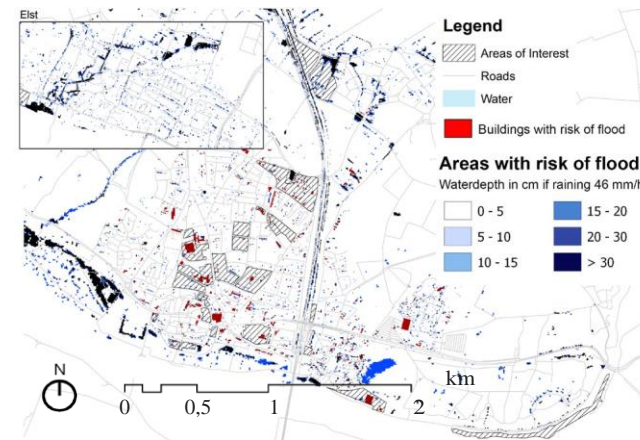 Elst
Legend
Areas of Interest
Roads
Water
Buildings with risk of flood
Areas with risk of flood
Waterdepth in cm if raining 46 mm/h
0 - 5
15 - 20
5 - 10
20 - 30
10 - 15
> 30
N
km
0
0,5
1
2